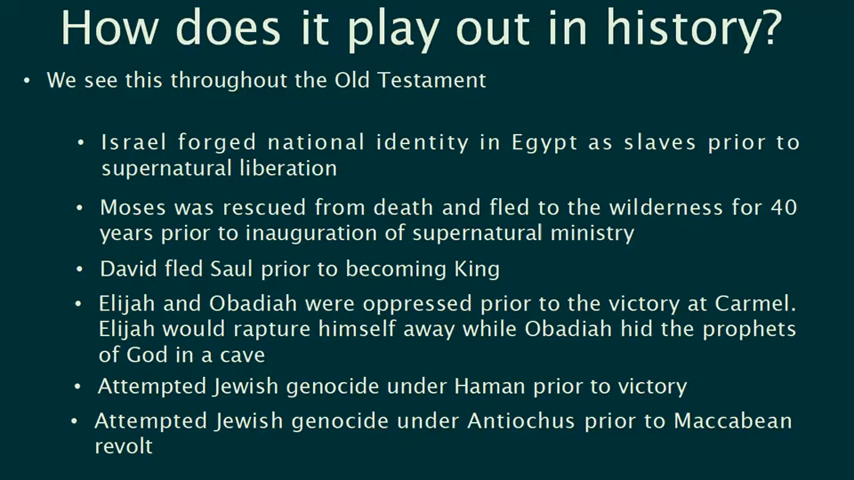 How does it play out in history?
• We see this throughout the Old Testament
• Israel forged national identity in Egypt as slaves prior to
supernatural liberation
• Moses was rescued from death and fled to the wilderness for 40
years prior to inauguration of supernatural ministry
• David fled Saul prior to becoming King
• Elijah and Obadiah were oppressed prior to the victory at Carmel.
Elijah would rapture himself away while Obadiah hid the prophets
of God in a cave
• Attempted Jewish genocide under Haman prior to victory
• Attempted Jewish genocide under Antiochus prior to Maccabean
revolt